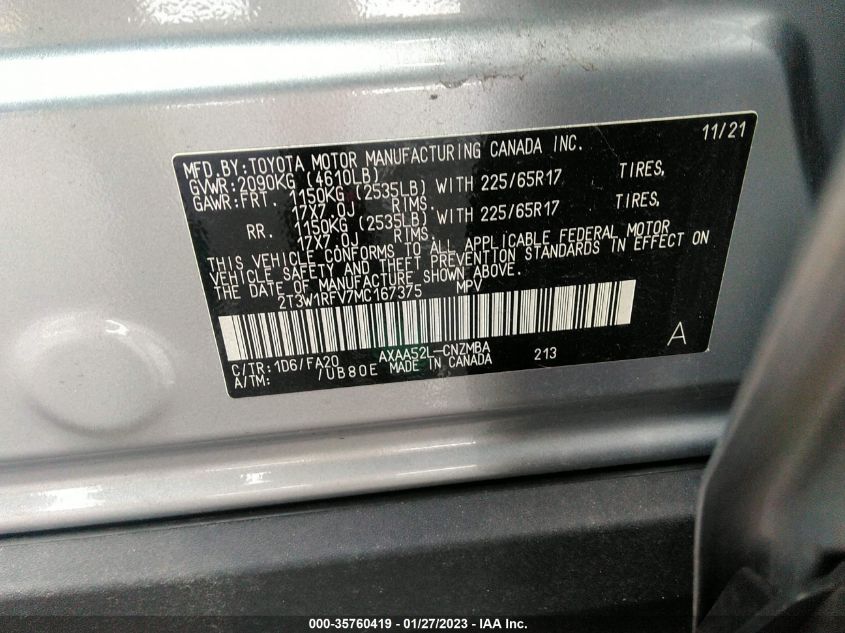 11/21
MFD.BY:TOYOTA MOTOR MANUFACTURING CANADA INC.
GVWR:2090KG (4610LB)
GAWR:FRT. 1150KG (2535LB) WITH 225/65R17 TIRES,
17X7.0J RIMS.
RR. 1150KG (2535LB) WITH 225/65R17 TIRES,
17X7.0J RIMS.
THIS VEHICLE CONFORMS TO ALL APPLICABLE FEDERAL MOTOR
VEHICLE SAFETY AND THEFT PREVENTION STANDARDS IN EFFECT ON
THE DATE OF MANUFACTURE SHOWN ABOVE.
2T3W1RFV7MC167375 MPV
A
C/TR:1D6/FA20 AXAA52L-CNZMBA 213
A/TM: /UB80E MADE IN CANADA
000-35760419 - 01/27/2023 - IAA Inc.